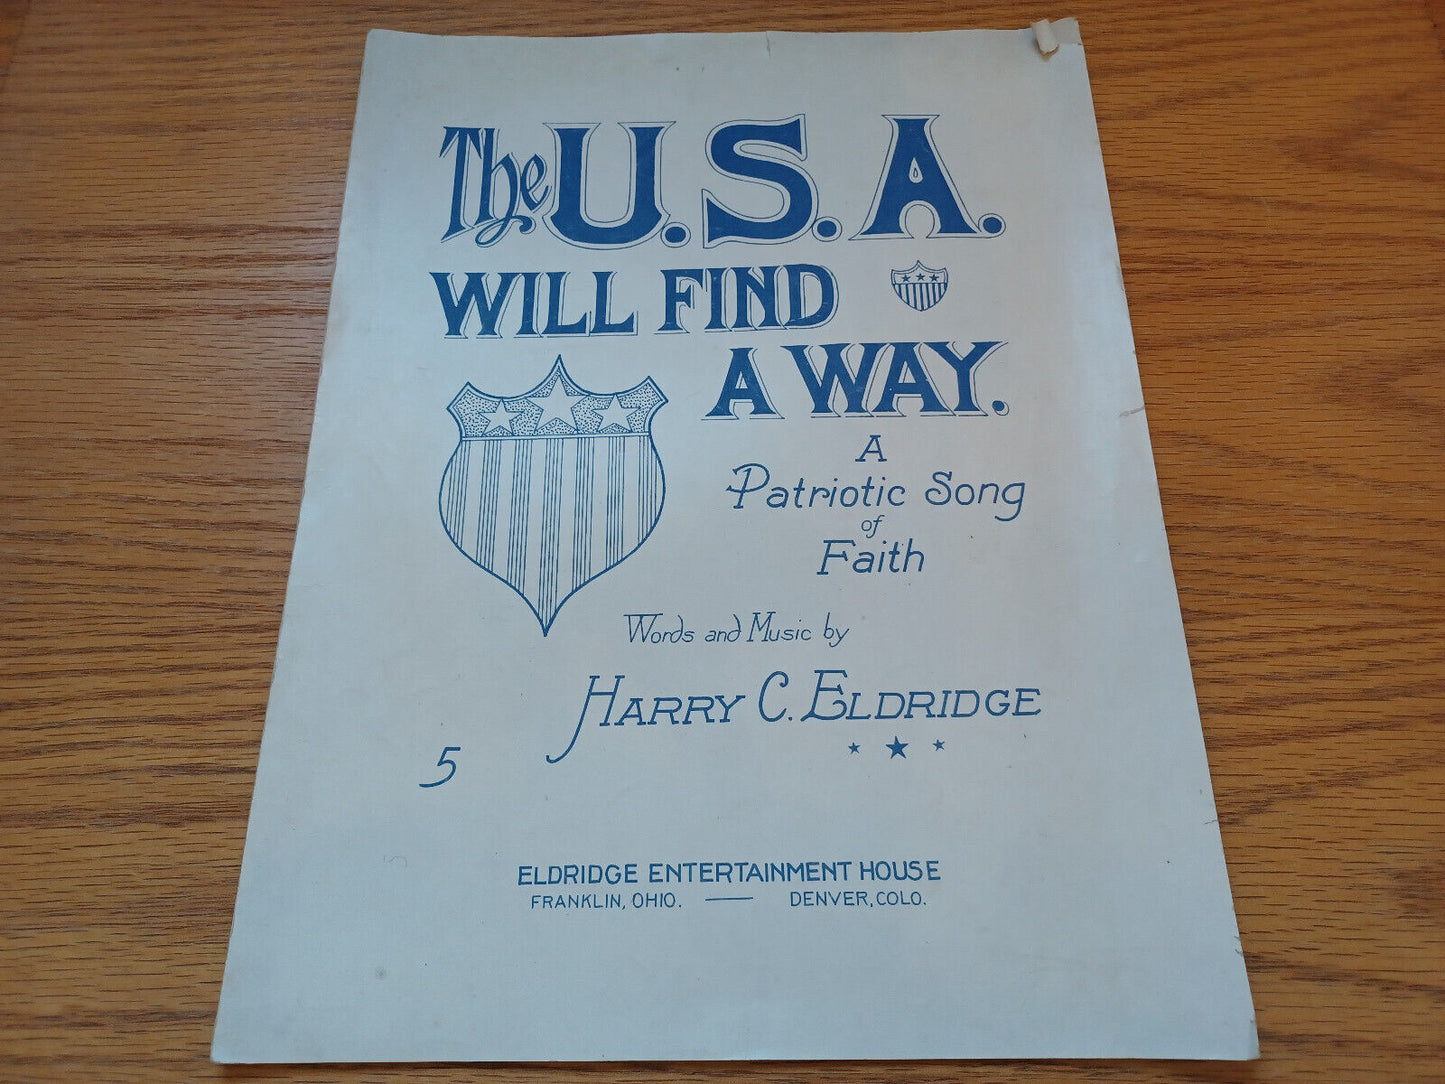 The U.S.A.
WILL FIND
A WAY.
A
Patriotic Song
of
Faith
Words and Music by
HARRY C. ELDRIDGE
5
ELDRIDGE ENTERTAINMENT HOUSE
FRANKLIN, OHIO. — DENVER, COLO.